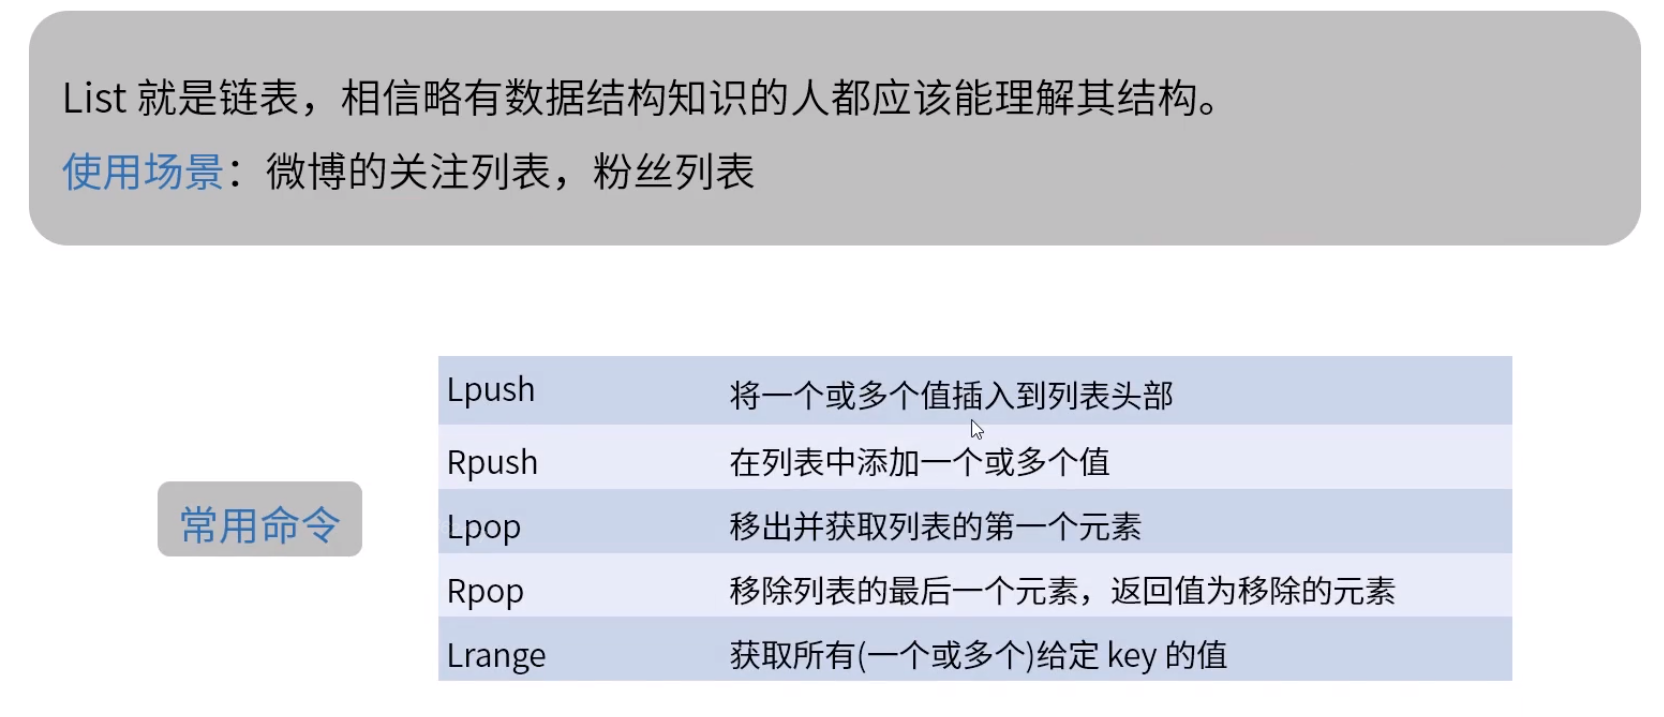 List 就是链表，相信略有数据结构知识的人都应该能理解其结构。
使用场景：微博的关注列表，粉丝列表
常用命令
Lpush 将一个或多个值插入到列表头部
Rpush 在列表中添加一个或多个值
Lpop 移出并获取列表的第一个元素
Rpop 移除列表的最后一个元素，返回值为移除的元素
Lrange 获取所有(一个或多个)给定 key 的值